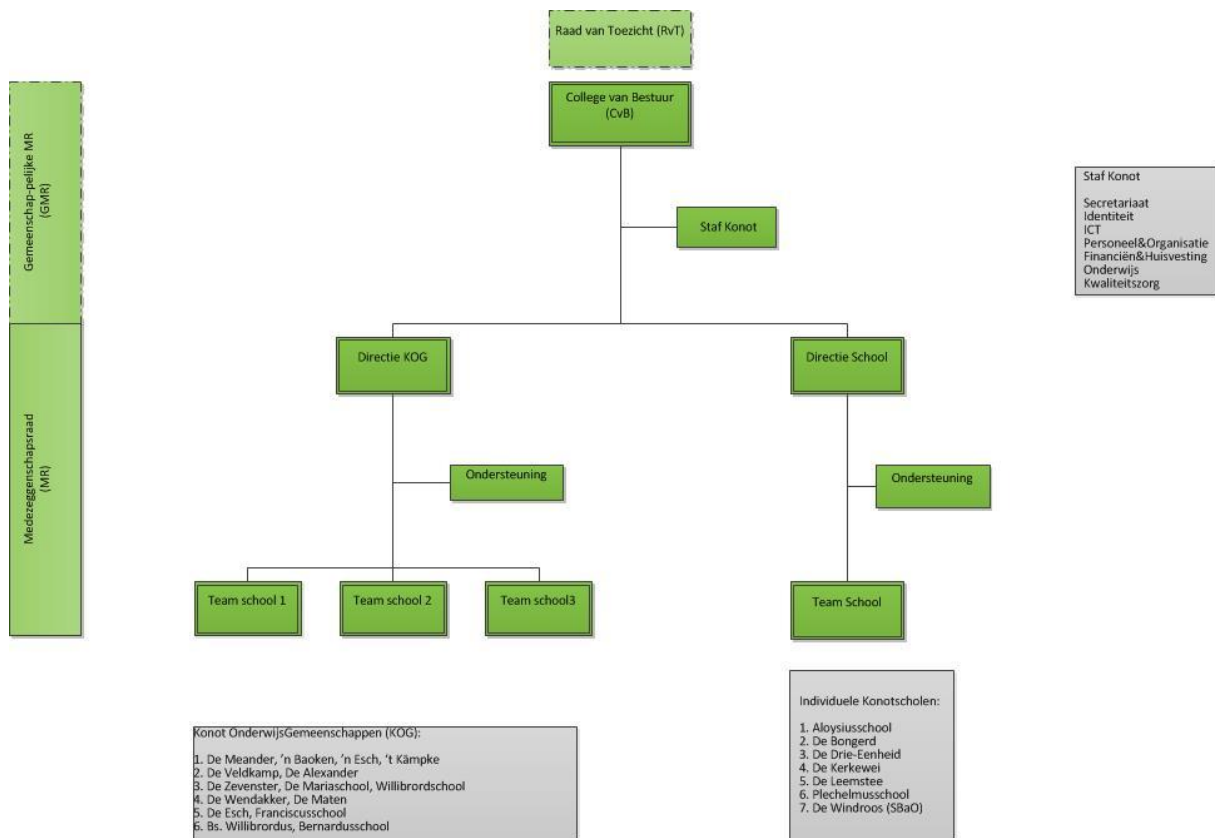 Raad van Toezicht (RvT)
College van Bestuur
(CvB)
Gemeenschap-pelijke MR
(GMR)
Staf Konot
Staf Konot
Secretariaat
Identiteit
ICT
Personeel&Organisatie
Financiën&Huisvesting
Onderwijs
Kwaliteitszorg
Medezeggenschapsraad
(MR)
Directie KOG
Directie School
Ondersteuning
Ondersteuning
Team school 1
Team school 2
Team school3
Team School
Konot OnderwijsGemeenschappen (KOG):
1. De Meander, 'n Baoken, 'n Esch, 't Kämpke
2. De Veldkamp, De Alexander
3. De Zevenster, De Mariaschool, Willibrordschool
4. De Wendakker, De Maten
5. De Esch, Franciscusschool
6. Bs. Willibrordus, Bernardusschool
Individuele Konotscholen:
1. Aloysiusschool
2. De Bongerd
3. De Drie-Eenheid
4. De Kerkewei
5. De Leemstee
6. Plechelmusschool
7. De Windroos (SBaO)